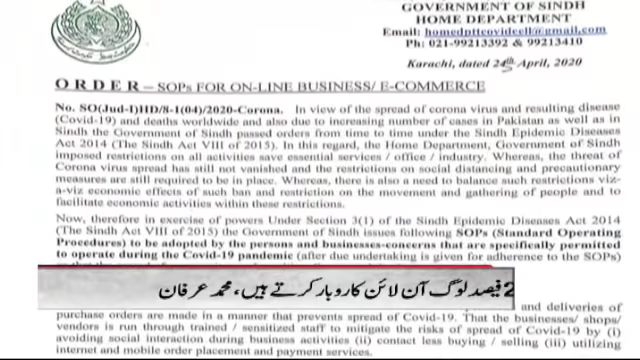 GOVERNMENT OF SINDH
HOME DEPARTMENT
Email: homedpttcovidcell@gmail.com
Ph: 021-99213392 & 99213410
Karachi, dated April, 2020
ORDER – SOPs FOR ON-LINE BUSINESS/ E-COMMERCE
No. SO(Jud-I)HD/8-1(04)/2020-Corona. In view of the spread of corona virus and resulting disease
(Covid-19) and deaths worldwide and also due to increasing number of cases in Pakistan as well as in
Sindh the Government of Sindh passed orders from time to time under the Sindh Epidemic Diseases
Act 2014 (The Sindh Act VIII of 2015). In this regard, the Home Department, Government of Sindh
imposed restrictions on all activities save essential services / office / industry. Whereas, the threat of
Corona virus spread has still not vanished and the restrictions on social distancing and precautionary
measures are still required to be in place. Whereas, there is also a need to balance such restrictions viz-
a-viz economic effects of such ban and restriction on the movement and gathering of people and to
facilitate economic activities within these restrictions.
Now, therefore in exercise of powers Under Section 3(1) of the Sindh Epidemic Diseases Act 2014
(The Sindh Act VIII of 2015) the Government of Sindh issues following SOPs (Standard Operating
Procedures) to be adopted by the persons and businesses-concerns that are specifically permitted
to operate during the Covid-19 pandemic (after due undertaking is given for adherence to the SOPs)
2 فیصد لوگ آن لائن کاروبار کرتے ہیں، محمد عرفان
and deliveries of
purchase orders are made in a manner that prevents spread of Covid-19. That the businesses/ shops/
vendors is run through trained / sensitized staff to mitigate the risks of spread of Covid-19 by (i)
avoiding social interaction during business activities (ii) contact less buying / selling (iii) utilizing
internet and mobile order placement and payment services.